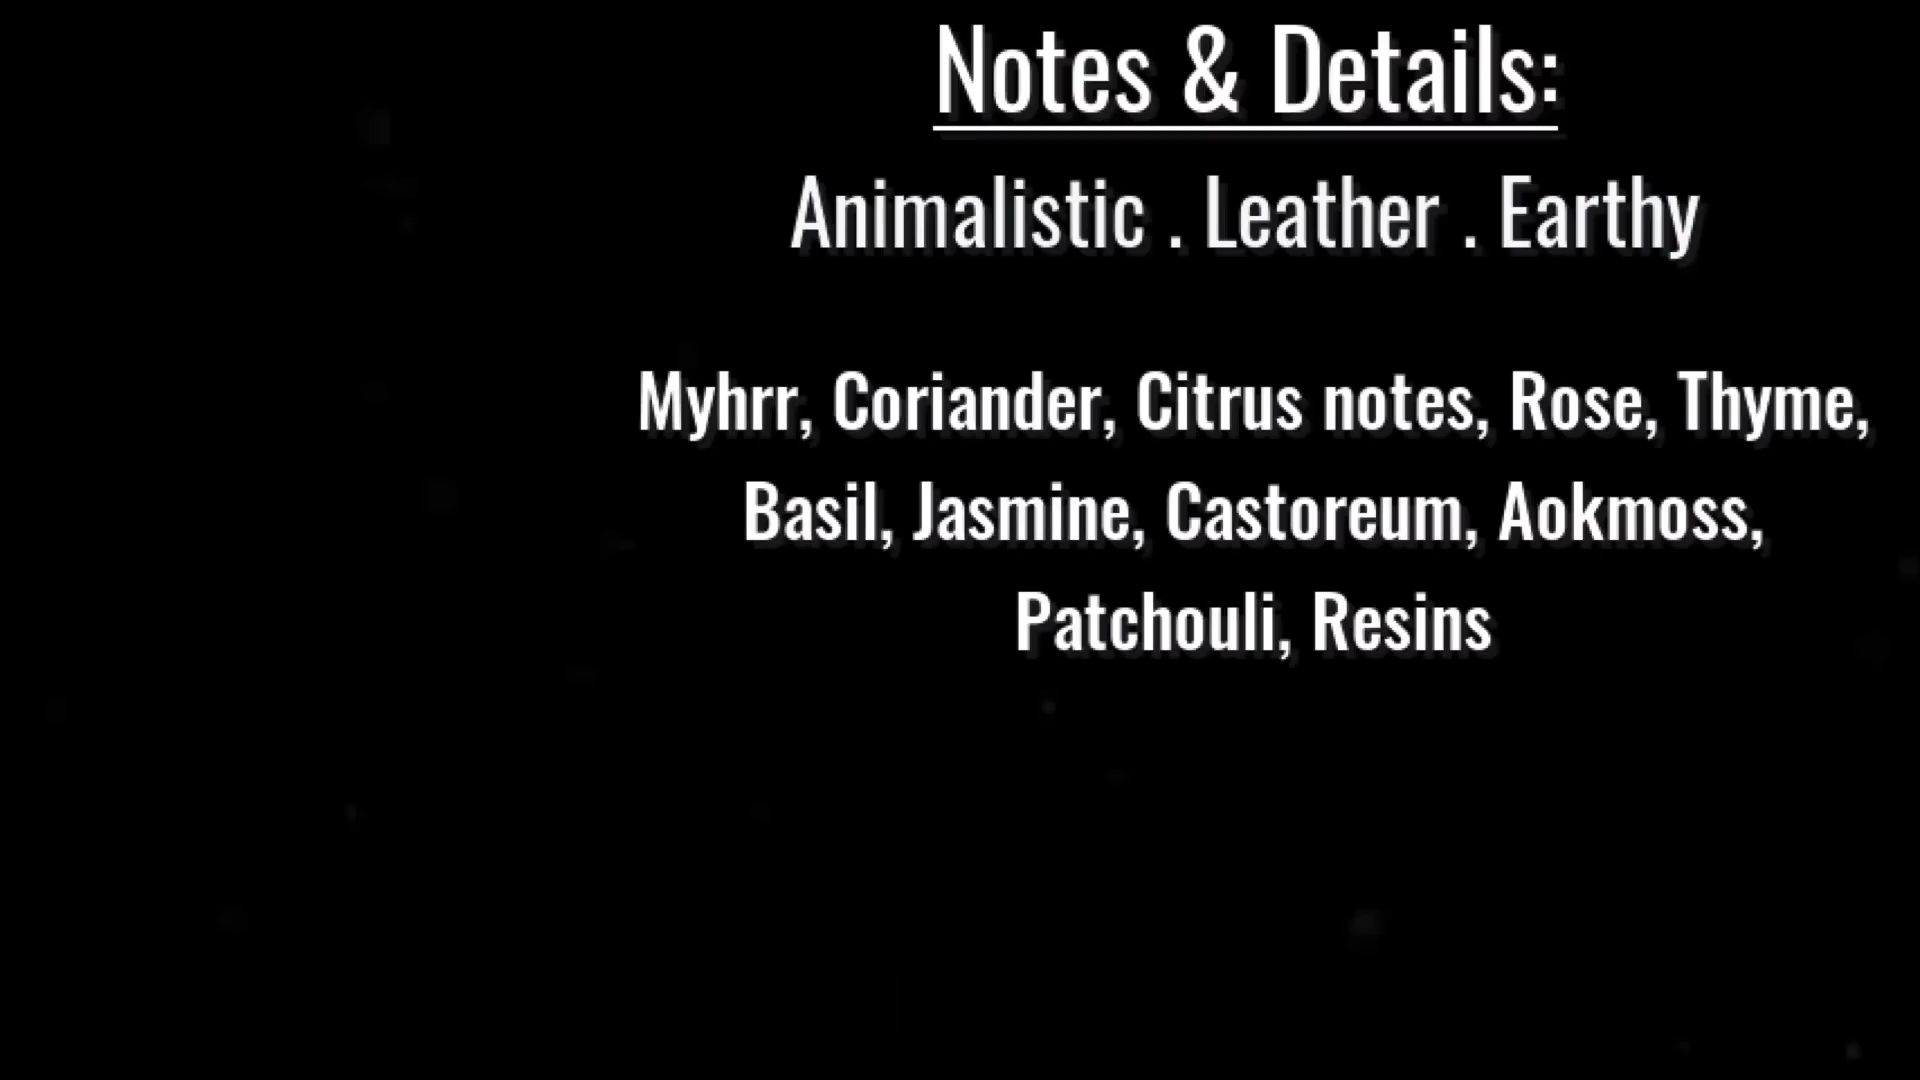 Notes & Details:
Animalistic . Leather . Earthy
Myhrr, Coriander, Citrus notes, Rose, Thyme,
Basil, Jasmine, Castoreum, Aokmoss,
Patchouli, Resins